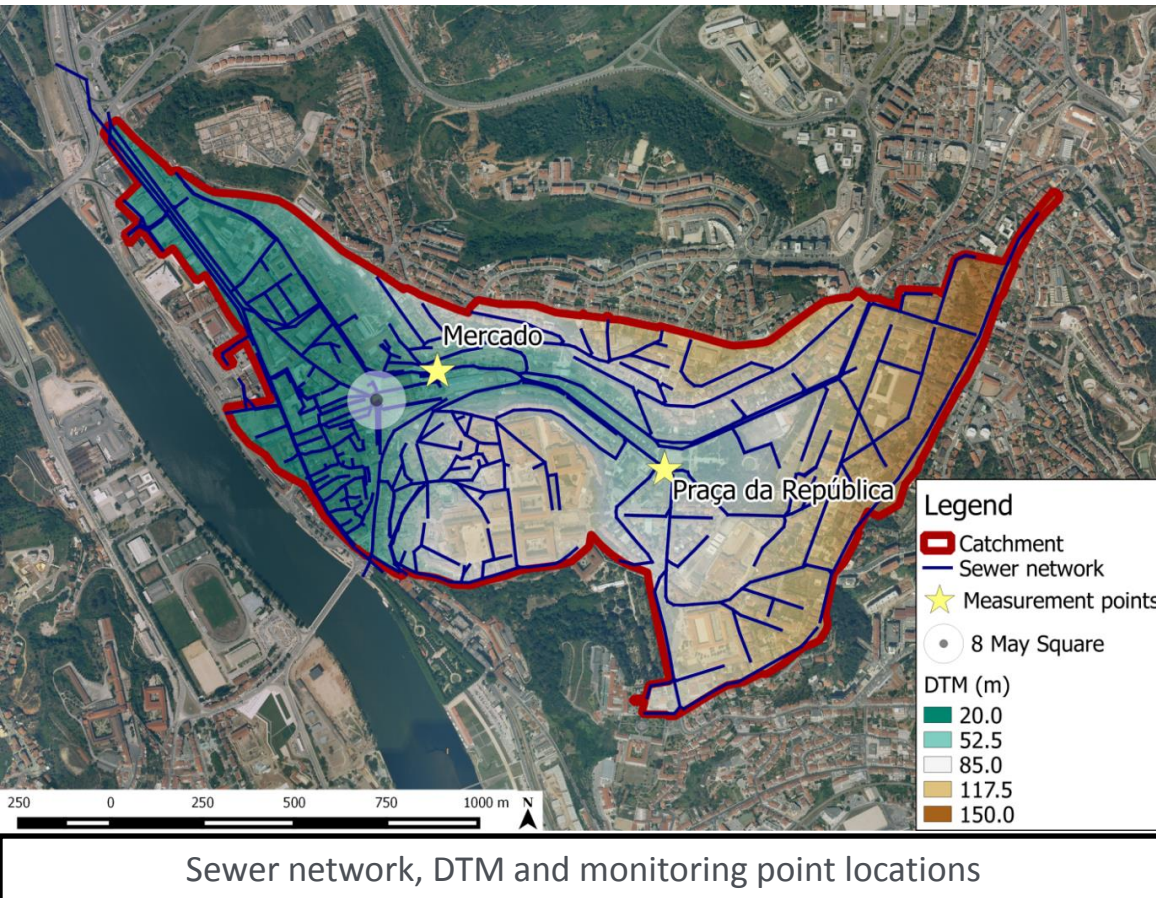 Mercado
Praça da República
Legend
Catchment
Sewer network
Measurement points
8 May Square
DTM (m)
20.0
52.5
85.0
117.5
150.0
250 0 250 500 750 1000 m N
Sewer network, DTM and monitoring point locations